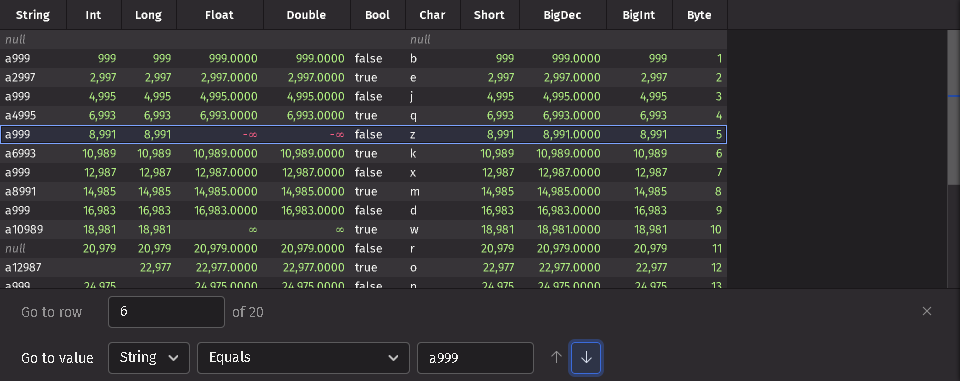 String Int Long Float Double Bool Char Short BigDec BigInt Byte
null null
a999 999 999 999.0000 999.0000 false b 999 999.0000 999 1
a2997 2,997 2,997 2,997.0000 2,997.0000 true e 2,997 2,997.0000 2,997 2
a999 4,995 4,995 4,995.0000 4,995.0000 false j 4,995 4,995.0000 4,995 3
a4995 6,993 6,993 6,993.0000 6,993.0000 true q 6,993 6,993.0000 6,993 4
a999 8,991 8,991 -∞ -∞ false z 8,991 8,991.0000 8,991 5
a6993 10,989 10,989 10,989.0000 10,989.0000 true k 10,989 10,989.0000 10,989 6
a999 12,987 12,987 12,987.0000 12,987.0000 false x 12,987 12,987.0000 12,987 7
a8991 14,985 14,985 14,985.0000 14,985.0000 true m 14,985 14,985.0000 14,985 8
a999 16,983 16,983 16,983.0000 16,983.0000 false d 16,983 16,983.0000 16,983 9
a10989 18,981 18,981 ∞ ∞ true w 18,981 18,981.0000 18,981 10
null 20,979 20,979 20,979.0000 20,979.0000 false r 20,979 20,979.0000 20,979 11
a12987 22,977 22,977.0000 22,977.0000 true o 22,977 22,977.0000 22,977 12
a999 24,975 24,975.0000 24,975.0000 false 24,975 24,975.0000 24,975 13
Go to row 6 of 20
Go to value String Equals a999